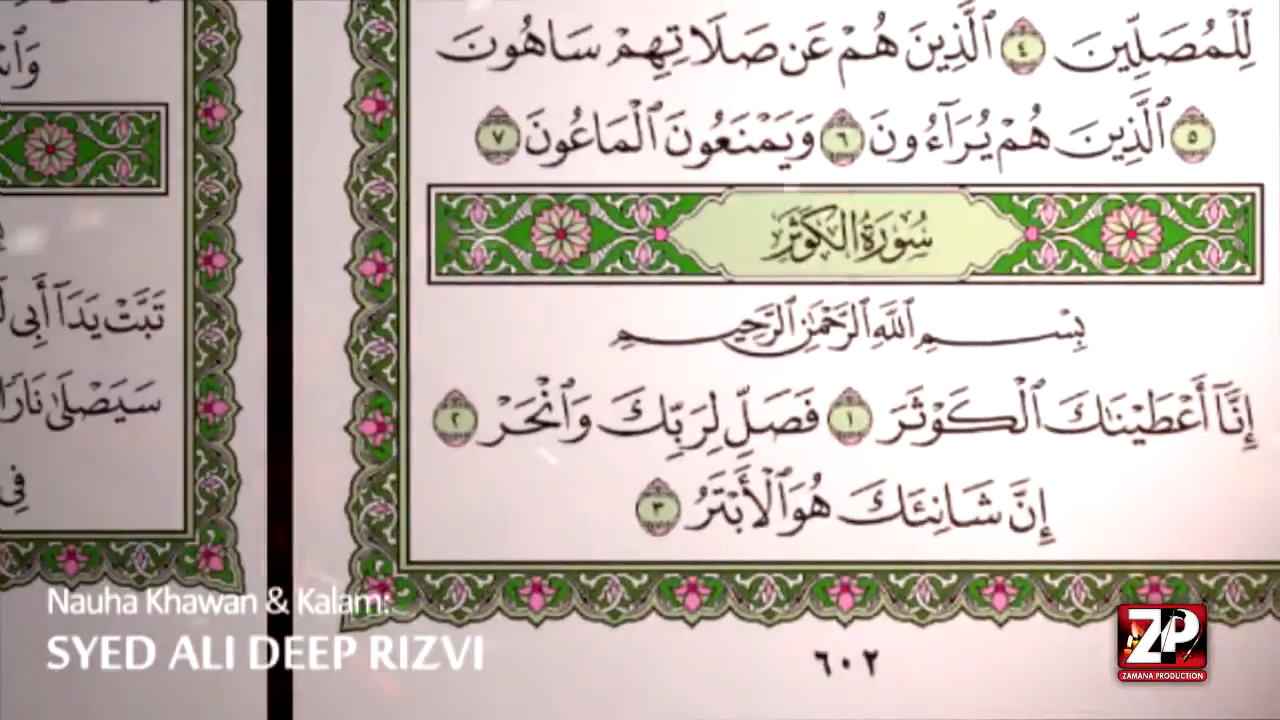 لِّلْمُصَلِّينَ ٤ ٱلَّذِينَ هُمْ عَن صَلَاتِهِمْ سَاهُونَ
٥ ٱلَّذِينَ هُمْ يُرَآءُونَ ٦ وَيَمْنَعُونَ ٱلْمَاعُونَ ٧
سُورَةُ الكَوثَرِ
بِسْمِ ٱللَّهِ ٱلرَّحْمَٰنِ ٱلرَّحِيمِ
إِنَّآ أَعْطَيْنَٰكَ ٱلْكَوْثَرَ ١ فَصَلِّ لِرَبِّكَ وَٱنْحَرْ ٢
إِنَّ شَانِئَكَ هُوَ ٱلْأَبْتَرُ ٣
٦٠٢
تَبَّتْ يَدَآ أَبِى
سَيَصْلَىٰ نَارًا
فِى
Nauha Khawan & Kalam:
SYED ALI DEEP RIZVI
ZP
ZAMANA PRODUCTION